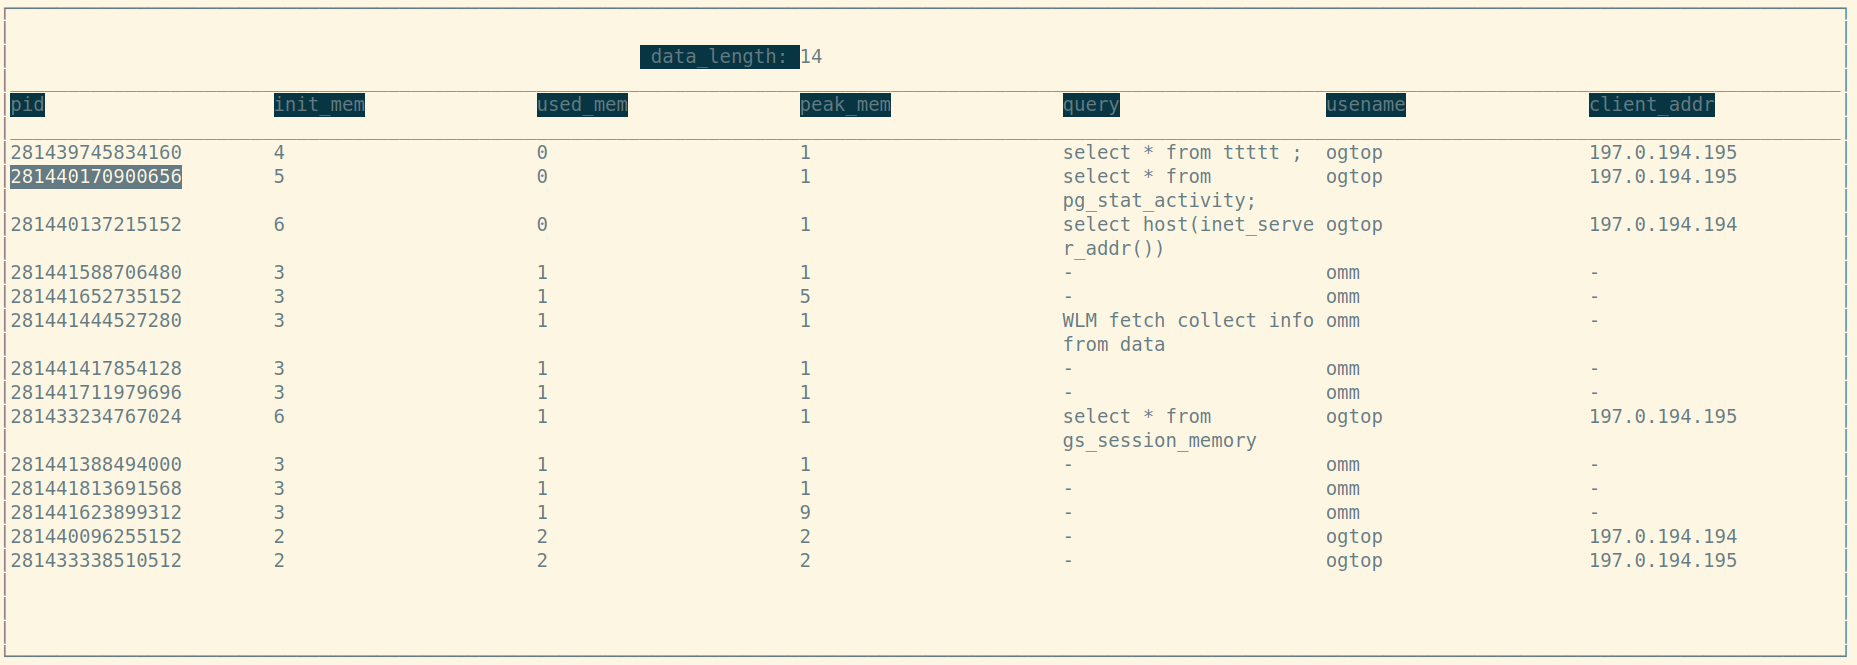 data_length: 14
pid init_mem used_mem peak_mem query usename client_addr
281439745834160 4 0 1 select * from ttttt ; ogtop 197.0.194.195
281440170900656 5 0 1 select * from ogtop 197.0.194.195
pg_stat_activity;
281440137215152 6 0 1 select host(inet_serve ogtop 197.0.194.194
r_addr())
281441588706480 3 1 1 - omm -
281441652735152 3 1 5 - omm -
281441444527280 3 1 1 WLM fetch collect info omm -
from data
281441417854128 3 1 1 - omm -
281441711979696 3 1 1 - omm -
281433234767024 6 1 1 select * from ogtop 197.0.194.195
gs_session_memory
281441388494000 3 1 1 - omm -
281441813691568 3 1 1 - omm -
281441623899312 3 1 9 - omm -
281440096255152 2 2 2 - ogtop 197.0.194.194
281433338510512 2 2 2 - ogtop 197.0.194.195